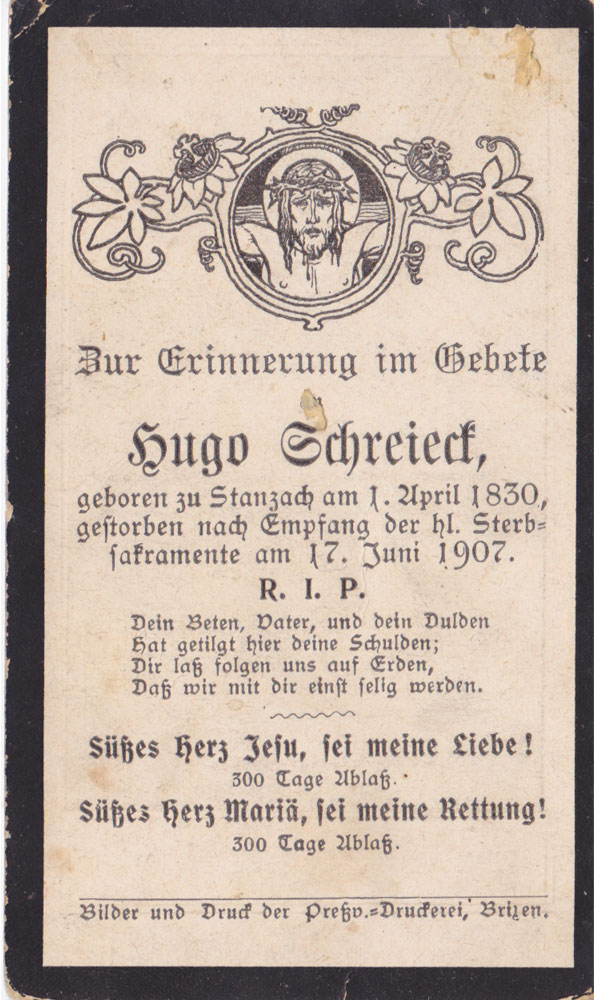 Zur Erinnerung im Gebete
Hugo Schreieck,
geboren zu Stanzach am 1. April 1830,
gestorben nach Empfang der hl. Sterb=
sakramente am 17. Juni 1907.
R. I. P.
Dein Beten, Vater, und dein Dulden
Hat getilgt hier deine Schulden;
Dir laß folgen uns auf Erden,
Daß wir mit dir einst selig werden.
Süßes Herz Jesu, sei meine Liebe!
300 Tage Ablaß.
Süßes Herz Mariä, sei meine Rettung!
300 Tage Ablaß.
Bilder und Druck der Preßv.=Druckerei, Brixen.